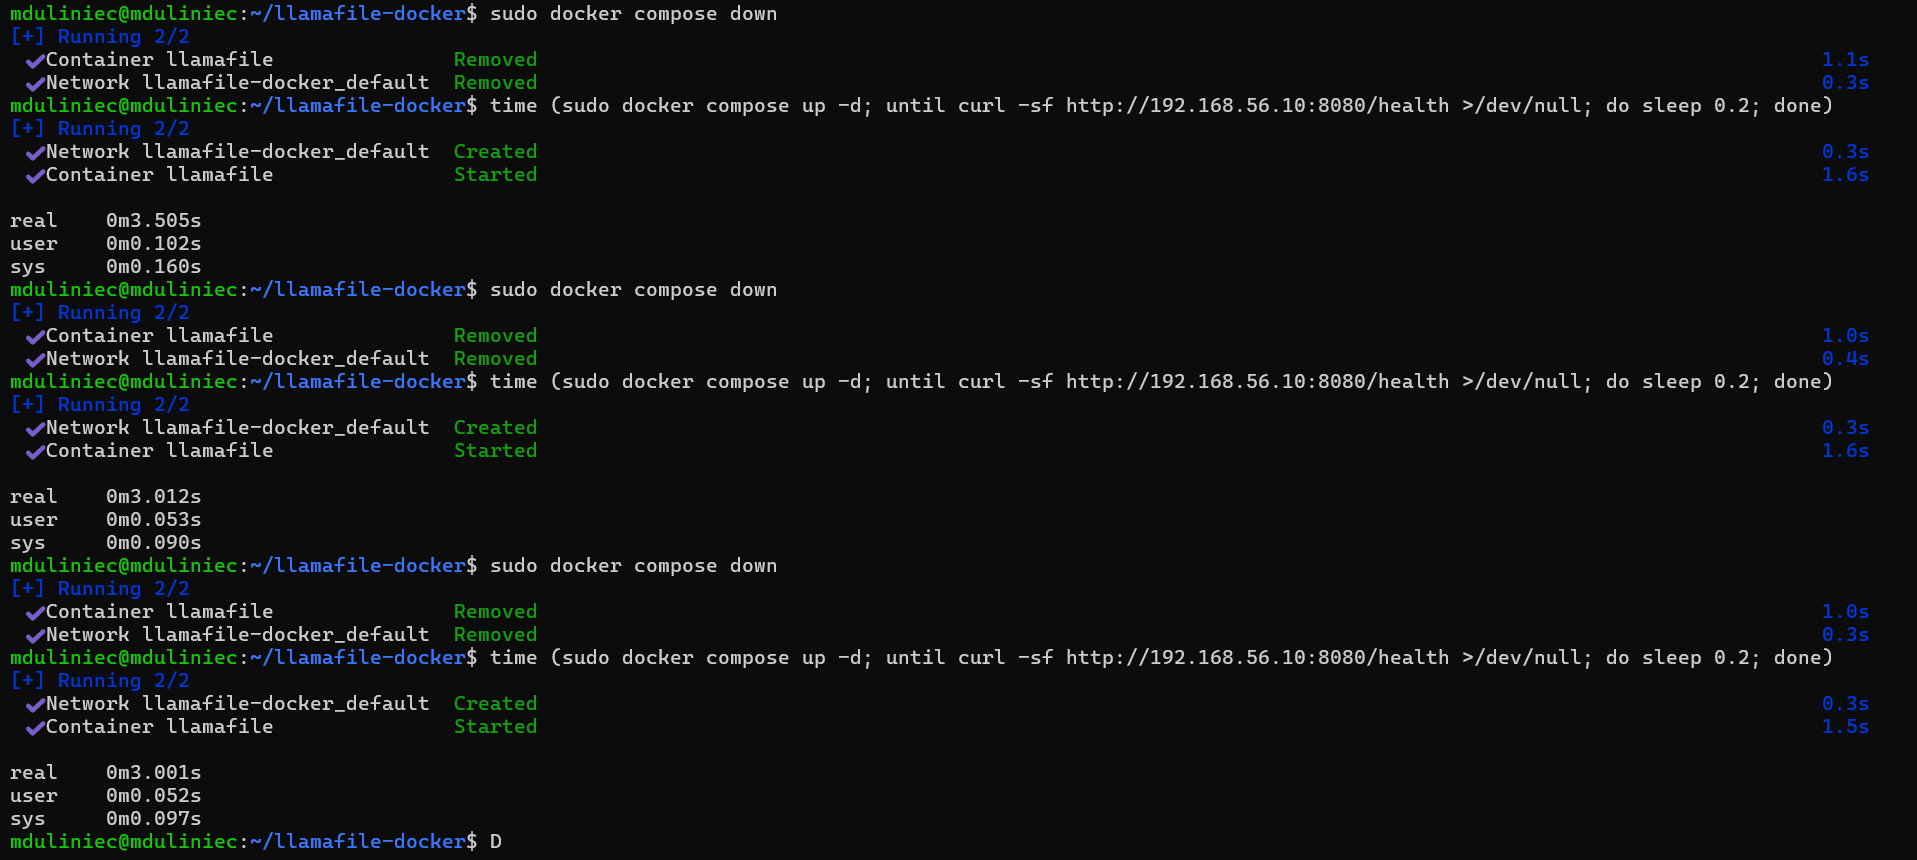 mduliniec@mduliniec:~/llamafile-docker$ sudo docker compose down
[+] Running 2/2
✔Container llamafile Removed 1.1s
✔Network llamafile-docker_default Removed 0.3s
mduliniec@mduliniec:~/llamafile-docker$ time (sudo docker compose up -d; until curl -sf http://192.168.56.10:8080/health >/dev/null; do sleep 0.2; done)
[+] Running 2/2
✔Network llamafile-docker_default Created 0.3s
✔Container llamafile Started 1.6s
real 0m3.505s
user 0m0.102s
sys 0m0.160s
mduliniec@mduliniec:~/llamafile-docker$ sudo docker compose down
[+] Running 2/2
✔Container llamafile Removed 1.0s
✔Network llamafile-docker_default Removed 0.4s
mduliniec@mduliniec:~/llamafile-docker$ time (sudo docker compose up -d; until curl -sf http://192.168.56.10:8080/health >/dev/null; do sleep 0.2; done)
[+] Running 2/2
✔Network llamafile-docker_default Created 0.3s
✔Container llamafile Started 1.6s
real 0m3.012s
user 0m0.053s
sys 0m0.090s
mduliniec@mduliniec:~/llamafile-docker$ sudo docker compose down
[+] Running 2/2
✔Container llamafile Removed 1.0s
✔Network llamafile-docker_default Removed 0.3s
mduliniec@mduliniec:~/llamafile-docker$ time (sudo docker compose up -d; until curl -sf http://192.168.56.10:8080/health >/dev/null; do sleep 0.2; done)
[+] Running 2/2
✔Network llamafile-docker_default Created 0.3s
✔Container llamafile Started 1.5s
real 0m3.001s
user 0m0.052s
sys 0m0.097s
mduliniec@mduliniec:~/llamafile-docker$ D